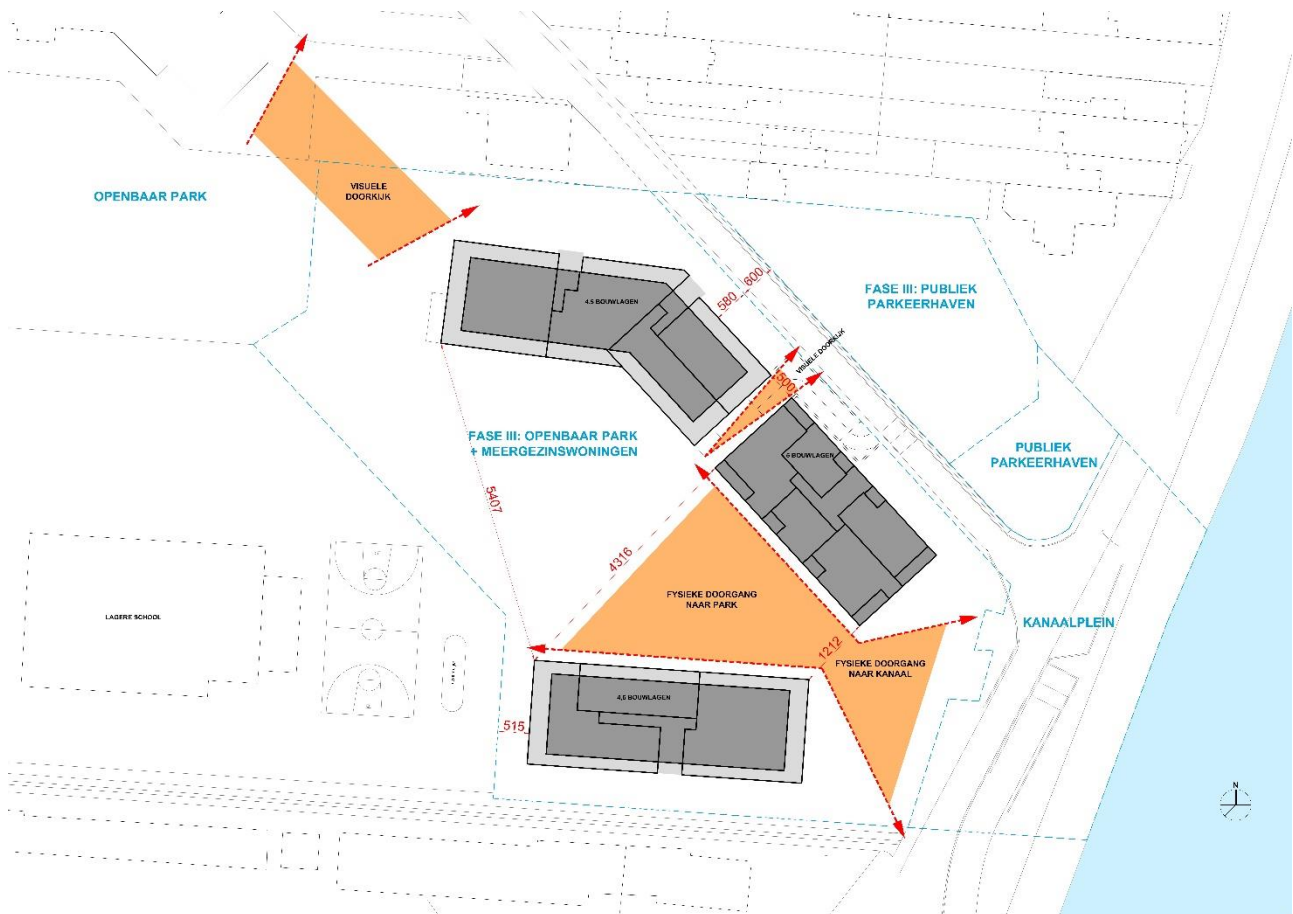 VISUELE
DOORKIJK
OPENBAAR PARK
4.5 BOUWLAGEN
580
600
FASE III: PUBLIEK
PARKEERHAVEN
VISUELE DOORKIJK
500
FASE III: OPENBAAR PARK
+ MEERGEZINSWONINGEN
PUBLIEK
PARKEERHAVEN
6 BOUWLAGEN
5407
4316
FYSIEKE DOORGANG
NAAR PARK
LAGERE SCHOOL
KANAALPLEIN
1212
FYSIEKE DOORGANG
NAAR KANAAL
4,5 BOUWLAGEN
515
N